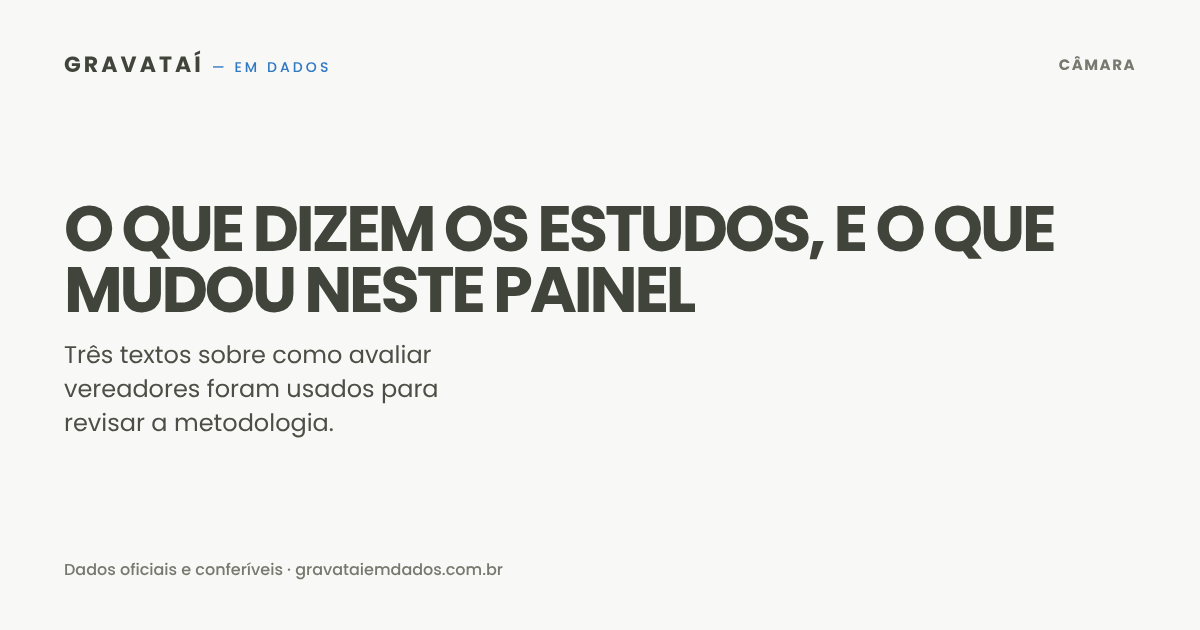 GRAVATAÍ — EM DADOS
CÂMARA
O QUE DIZEM OS ESTUDOS, E O QUE
MUDOU NESTE PAINEL
Três textos sobre como avaliar
vereadores foram usados para
revisar a metodologia.
Dados oficiais e conferíveis · gravataiemdados.com.br